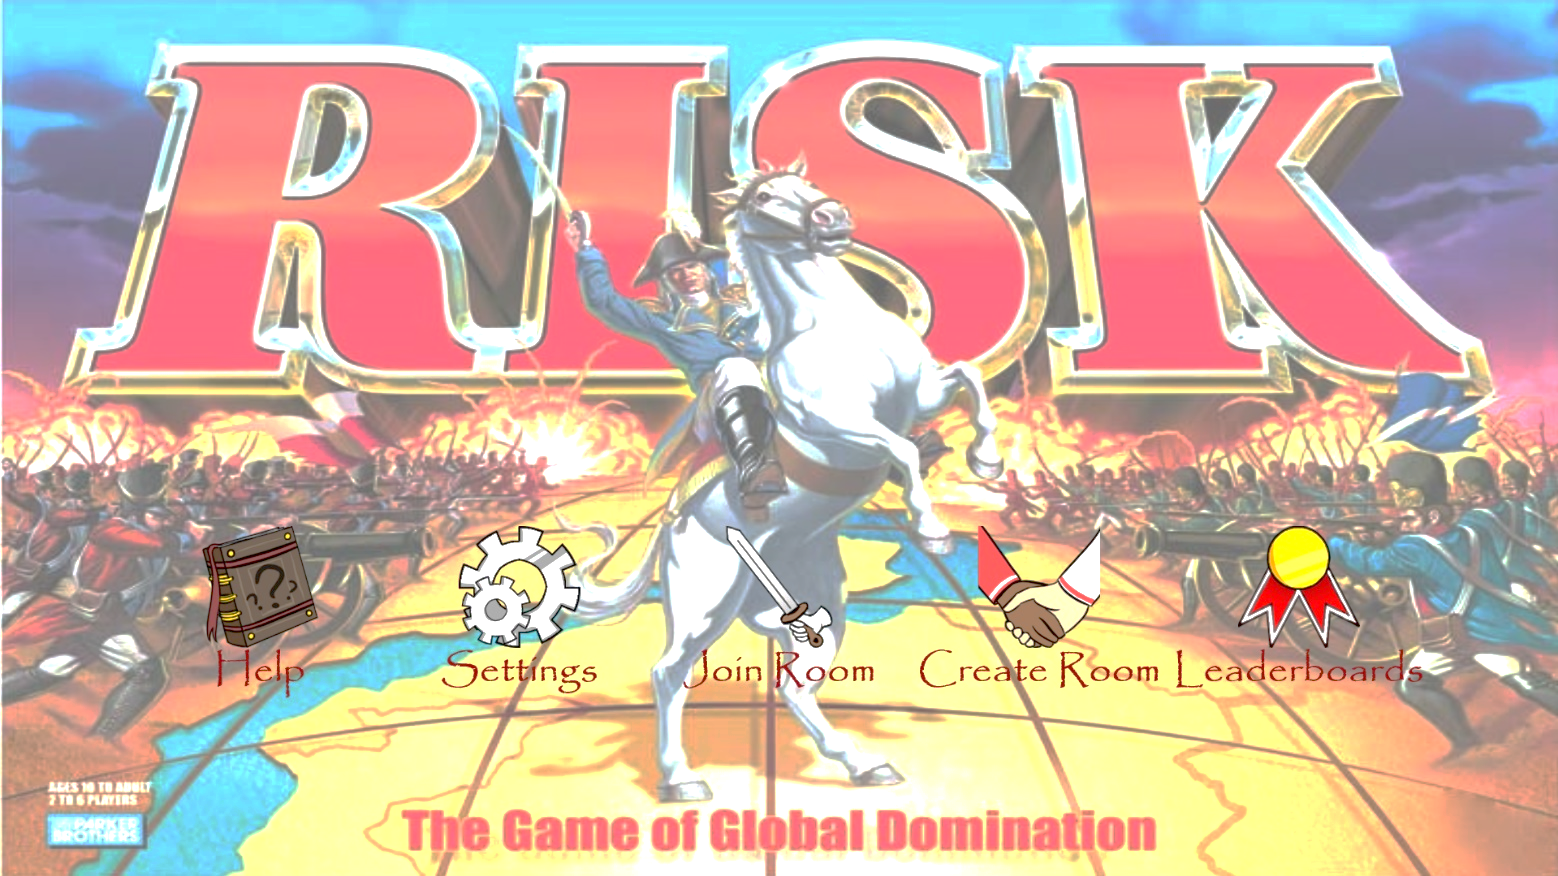 RISK
Help
Settings
Join Room
Create Room
Leaderboards
AGES 10 TO ADULT
2 TO 6 PLAYERS
PARKER
BROTHERS
The Game of Global Domination